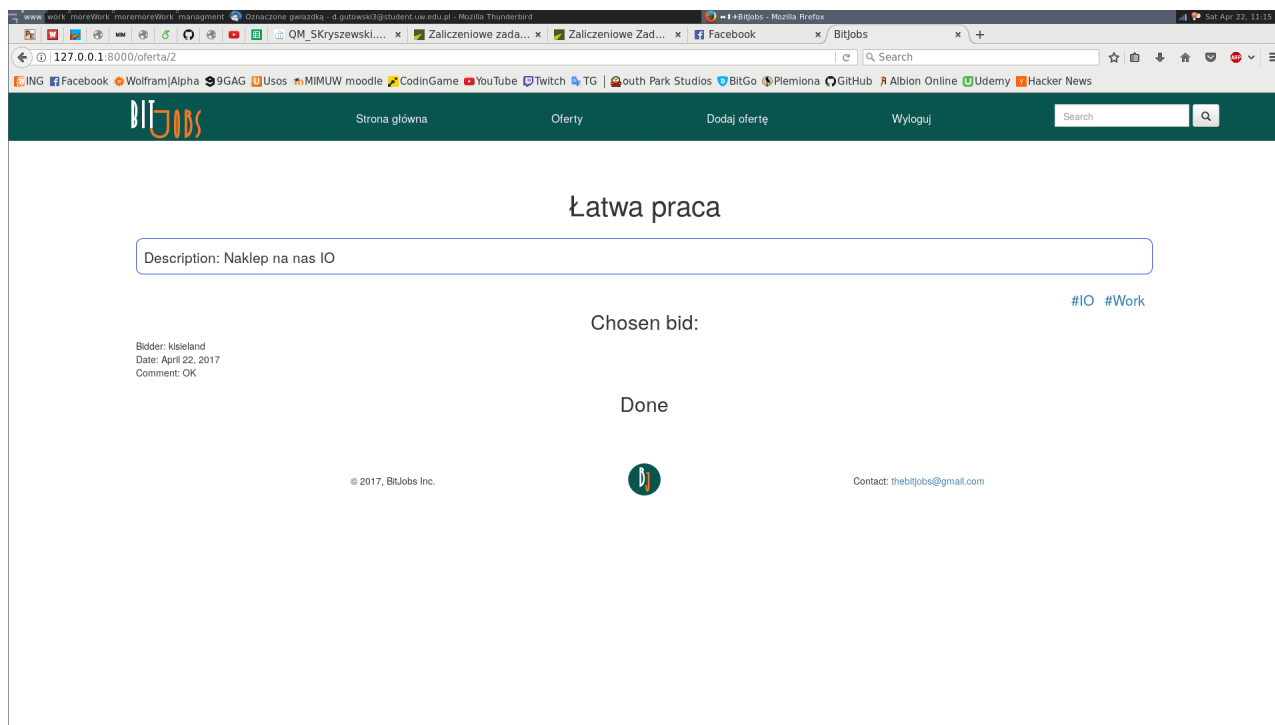 www work moreWork moremoreWork managment Oznaczone gwiazdką - d.gutowski3@student.uw.edu.pl - Mozilla Thunderbird BitJobs - Mozilla Firefox Sat Apr 22, 11:15
QM_SKryszewski.... × Zaliczeniowe zada... × Zaliczeniowe Zad... × Facebook × BitJobs × +
127.0.0.1:8000/oferta/2 Search
ING Facebook Wolfram|Alpha 9GAG Usos MIMUW moodle CodinGame YouTube Twitch TG | South Park Studios BitGo Plemiona GitHub Albion Online Udemy Hacker News
BITJOBS Strona główna Oferty Dodaj ofertę Wyloguj Search
Łatwa praca
Description: Naklep na nas IO
#IO #Work
Chosen bid:
Bidder: kisieland
Date: April 22, 2017
Comment: OK
Done
© 2017, BitJobs Inc. BJ Contact: thebitjobs@gmail.com